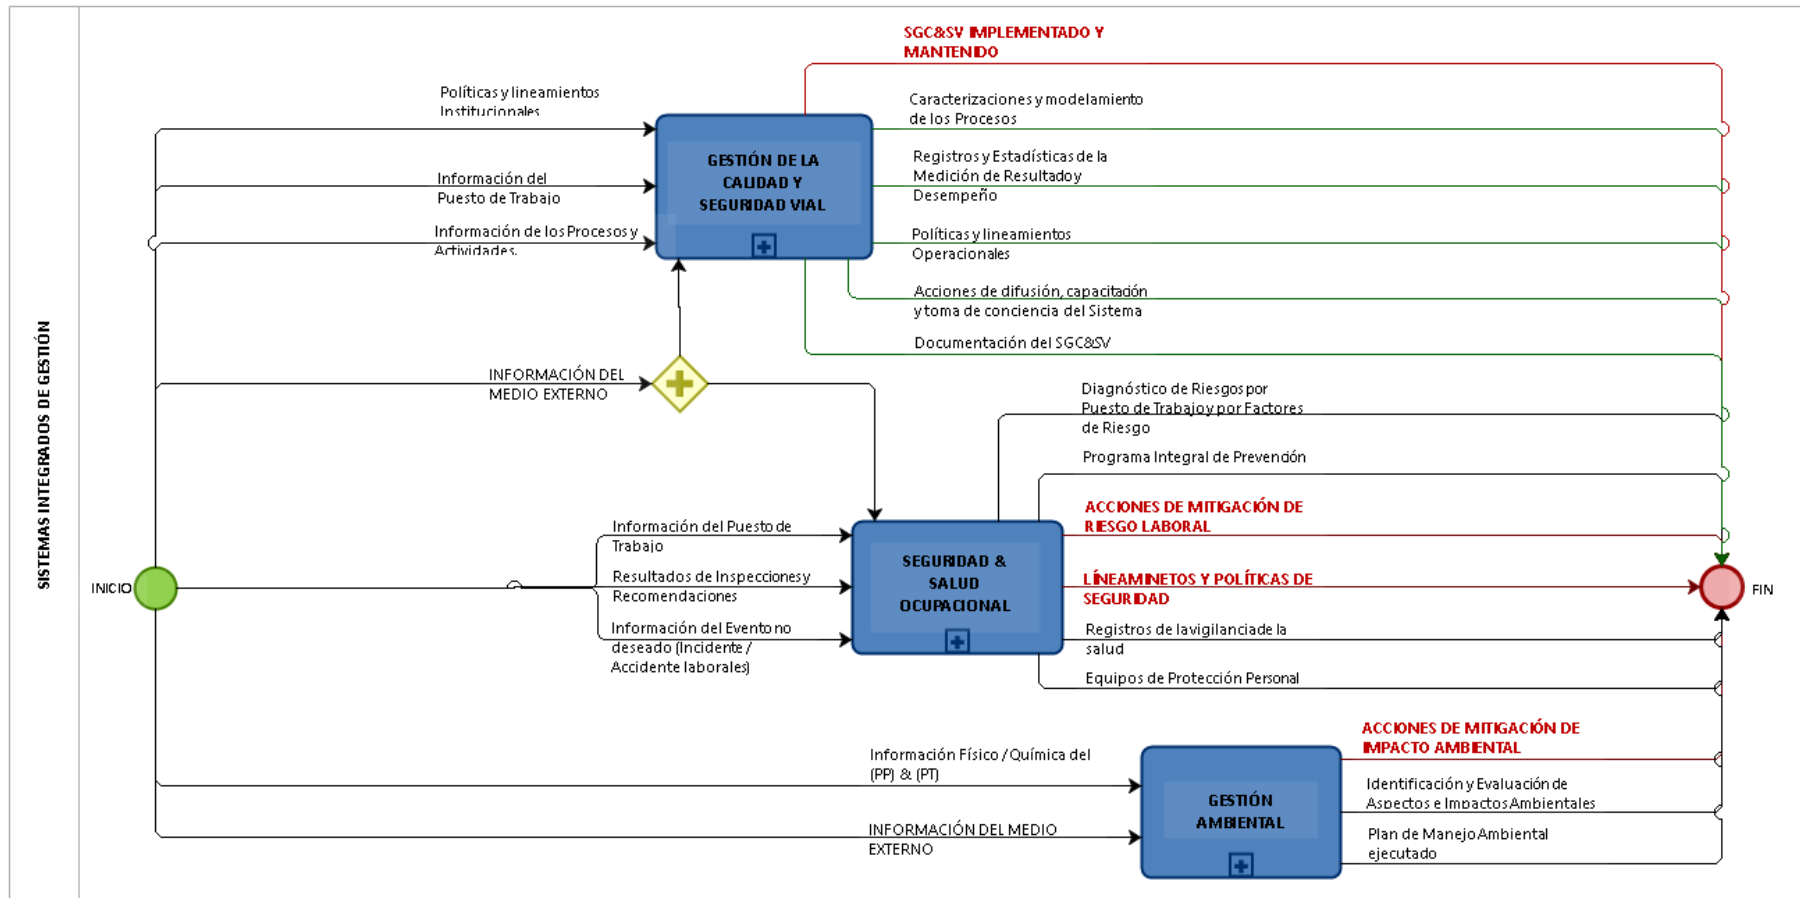 SISTEMAS INTEGRADOS DE GESTIÓN
SGC&SV IMPLEMENTADO Y
MANTENIDO
Políticas y lineamientos
Institucionales
Caracterizaciones y modelamiento
de los Procesos
GESTIÓN DE LA
CALIDAD Y
SEGURIDAD VIAL
Registros y Estadísticas de la
Medición de Resultado y
Desempeño
Información del
Puesto de Trabajo
Información de los Procesos y
Actividades.
Políticas y lineamientos
Operacionales
Acciones de difusión, capacitación
y toma de conciencia del Sistema
Documentación del SGC&SV
INFORMACIÓN DEL
MEDIO EXTERNO
Diagnóstico de Riesgos por
Puesto de Trabajo y por Factores
de Riesgo
Programa Integral de Prevención
ACCIONES DE MITIGACIÓN DE
RIESGO LABORAL
Información del Puesto de
Trabajo
SEGURIDAD &
SALUD
OCUPACIONAL
Resultados de Inspecciones y
Recomendaciones
LÍNEAMINETOS Y POLÍTICAS DE
SEGURIDAD
INICIO
FIN
Información del Evento no
deseado (Incidente /
Accidente laborales)
Registros de la vigilancia de la
salud
Equipos de Protección Personal
ACCIONES DE MITIGACIÓN DE
IMPACTO AMBIENTAL
Información Físico / Química del
(PP) & (PT)
GESTIÓN
AMBIENTAL
Identificación y Evaluación de
Aspectos e Impactos Ambientales
INFORMACIÓN DEL MEDIO
EXTERNO
Plan de Manejo Ambiental
ejecutado